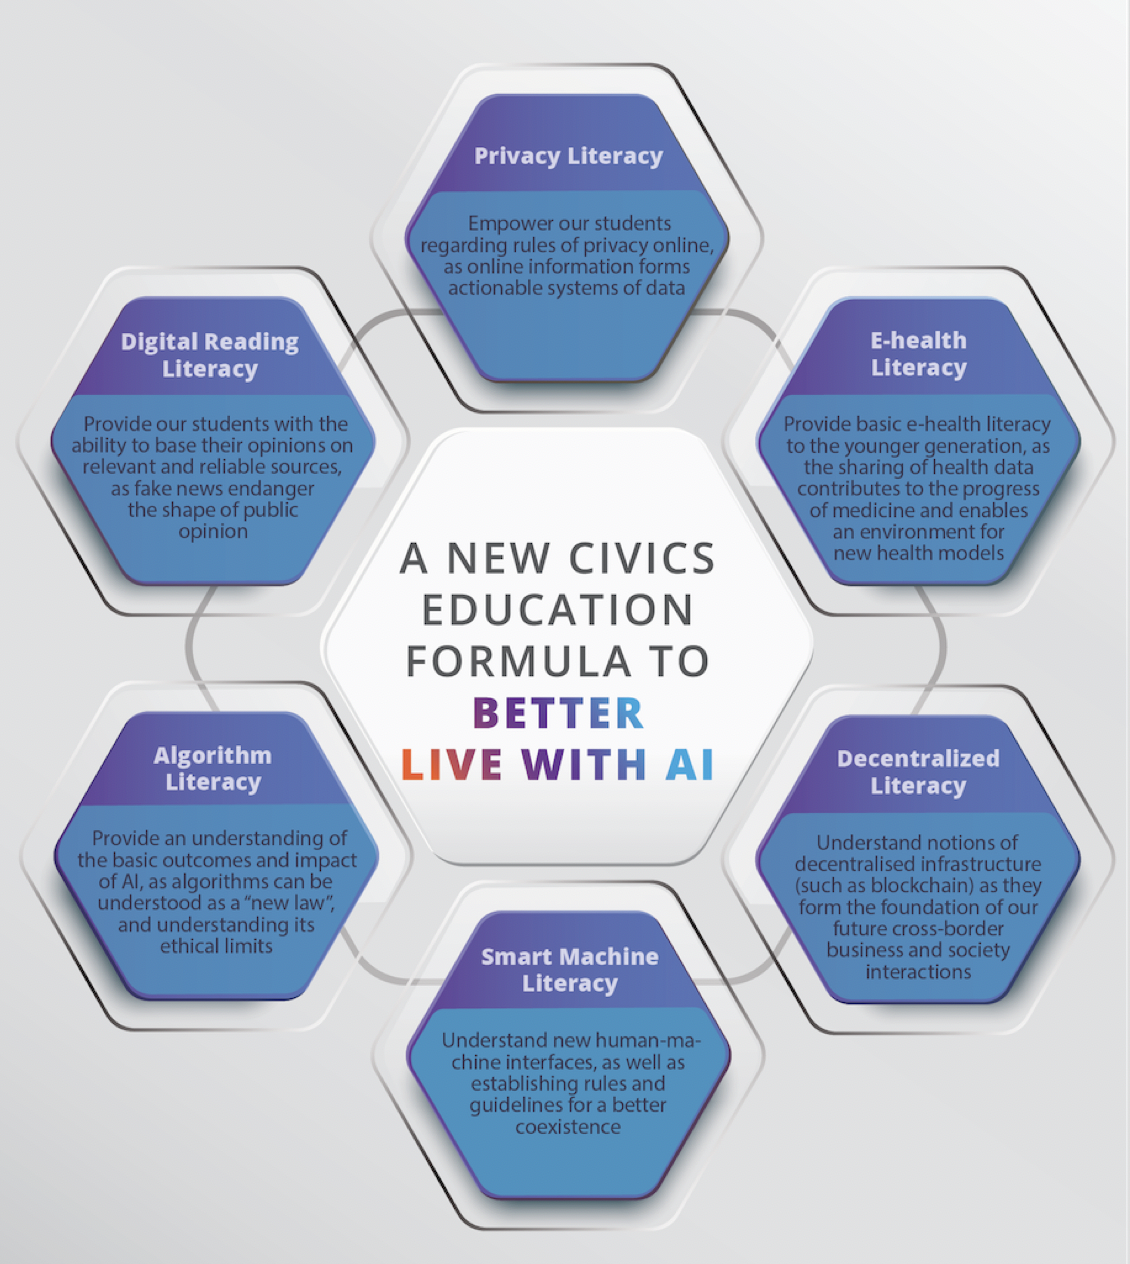 Privacy Literacy
Empower our students
regarding rules of privacy online,
as online information forms
actionable systems of data
Digital Reading
Literacy
Provide our students with the
ability to base their opinions on
relevant and reliable sources,
as fake news endanger
the shape of public
opinion
E-health
Literacy
Provide basic e-health literacy
to the younger generation, as
the sharing of health data
contributes to the progress
of medicine and enables
an environment for
new health models
A NEW CIVICS
EDUCATION
FORMULA TO
BETTER
LIVE WITH AI
Algorithm
Literacy
Provide an understanding of
the basic outcomes and impact
of AI, as algorithms can be
understood as a “new law”,
and understanding its
ethical limits
Decentralized
Literacy
Understand notions of
decentralised infrastructure
(such as blockchain) as they
form the foundation of our
future cross-border
business and society
interactions
Smart Machine
Literacy
Understand new human-ma-
chine interfaces, as well as
establishing rules and
guidelines for a better
coexistence